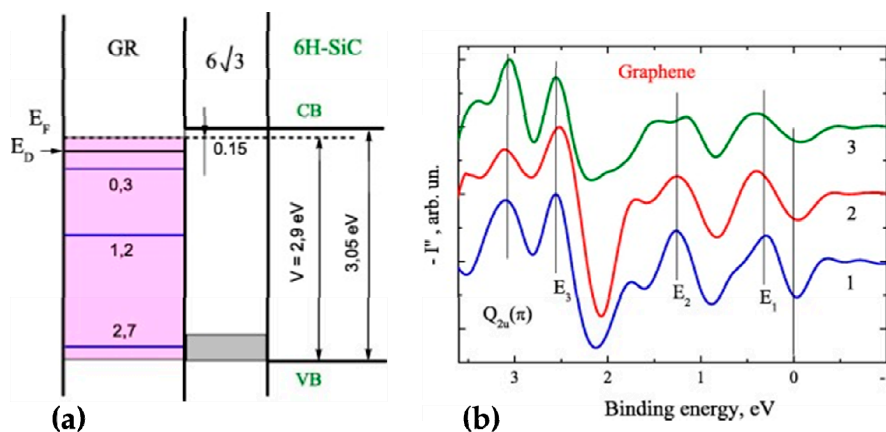 GR
6√3
6H-SiC
CB
E_F
E_D
0.15
0,3
1,2
2,7
V = 2,9 eV
3,05 eV
VB
(a)
Graphene
- I'' , arb. un.
3
2
1
E_3
E_2
E_1
Q_2u(π)
3
2
1
0
-
Binding energy, eV
(b)